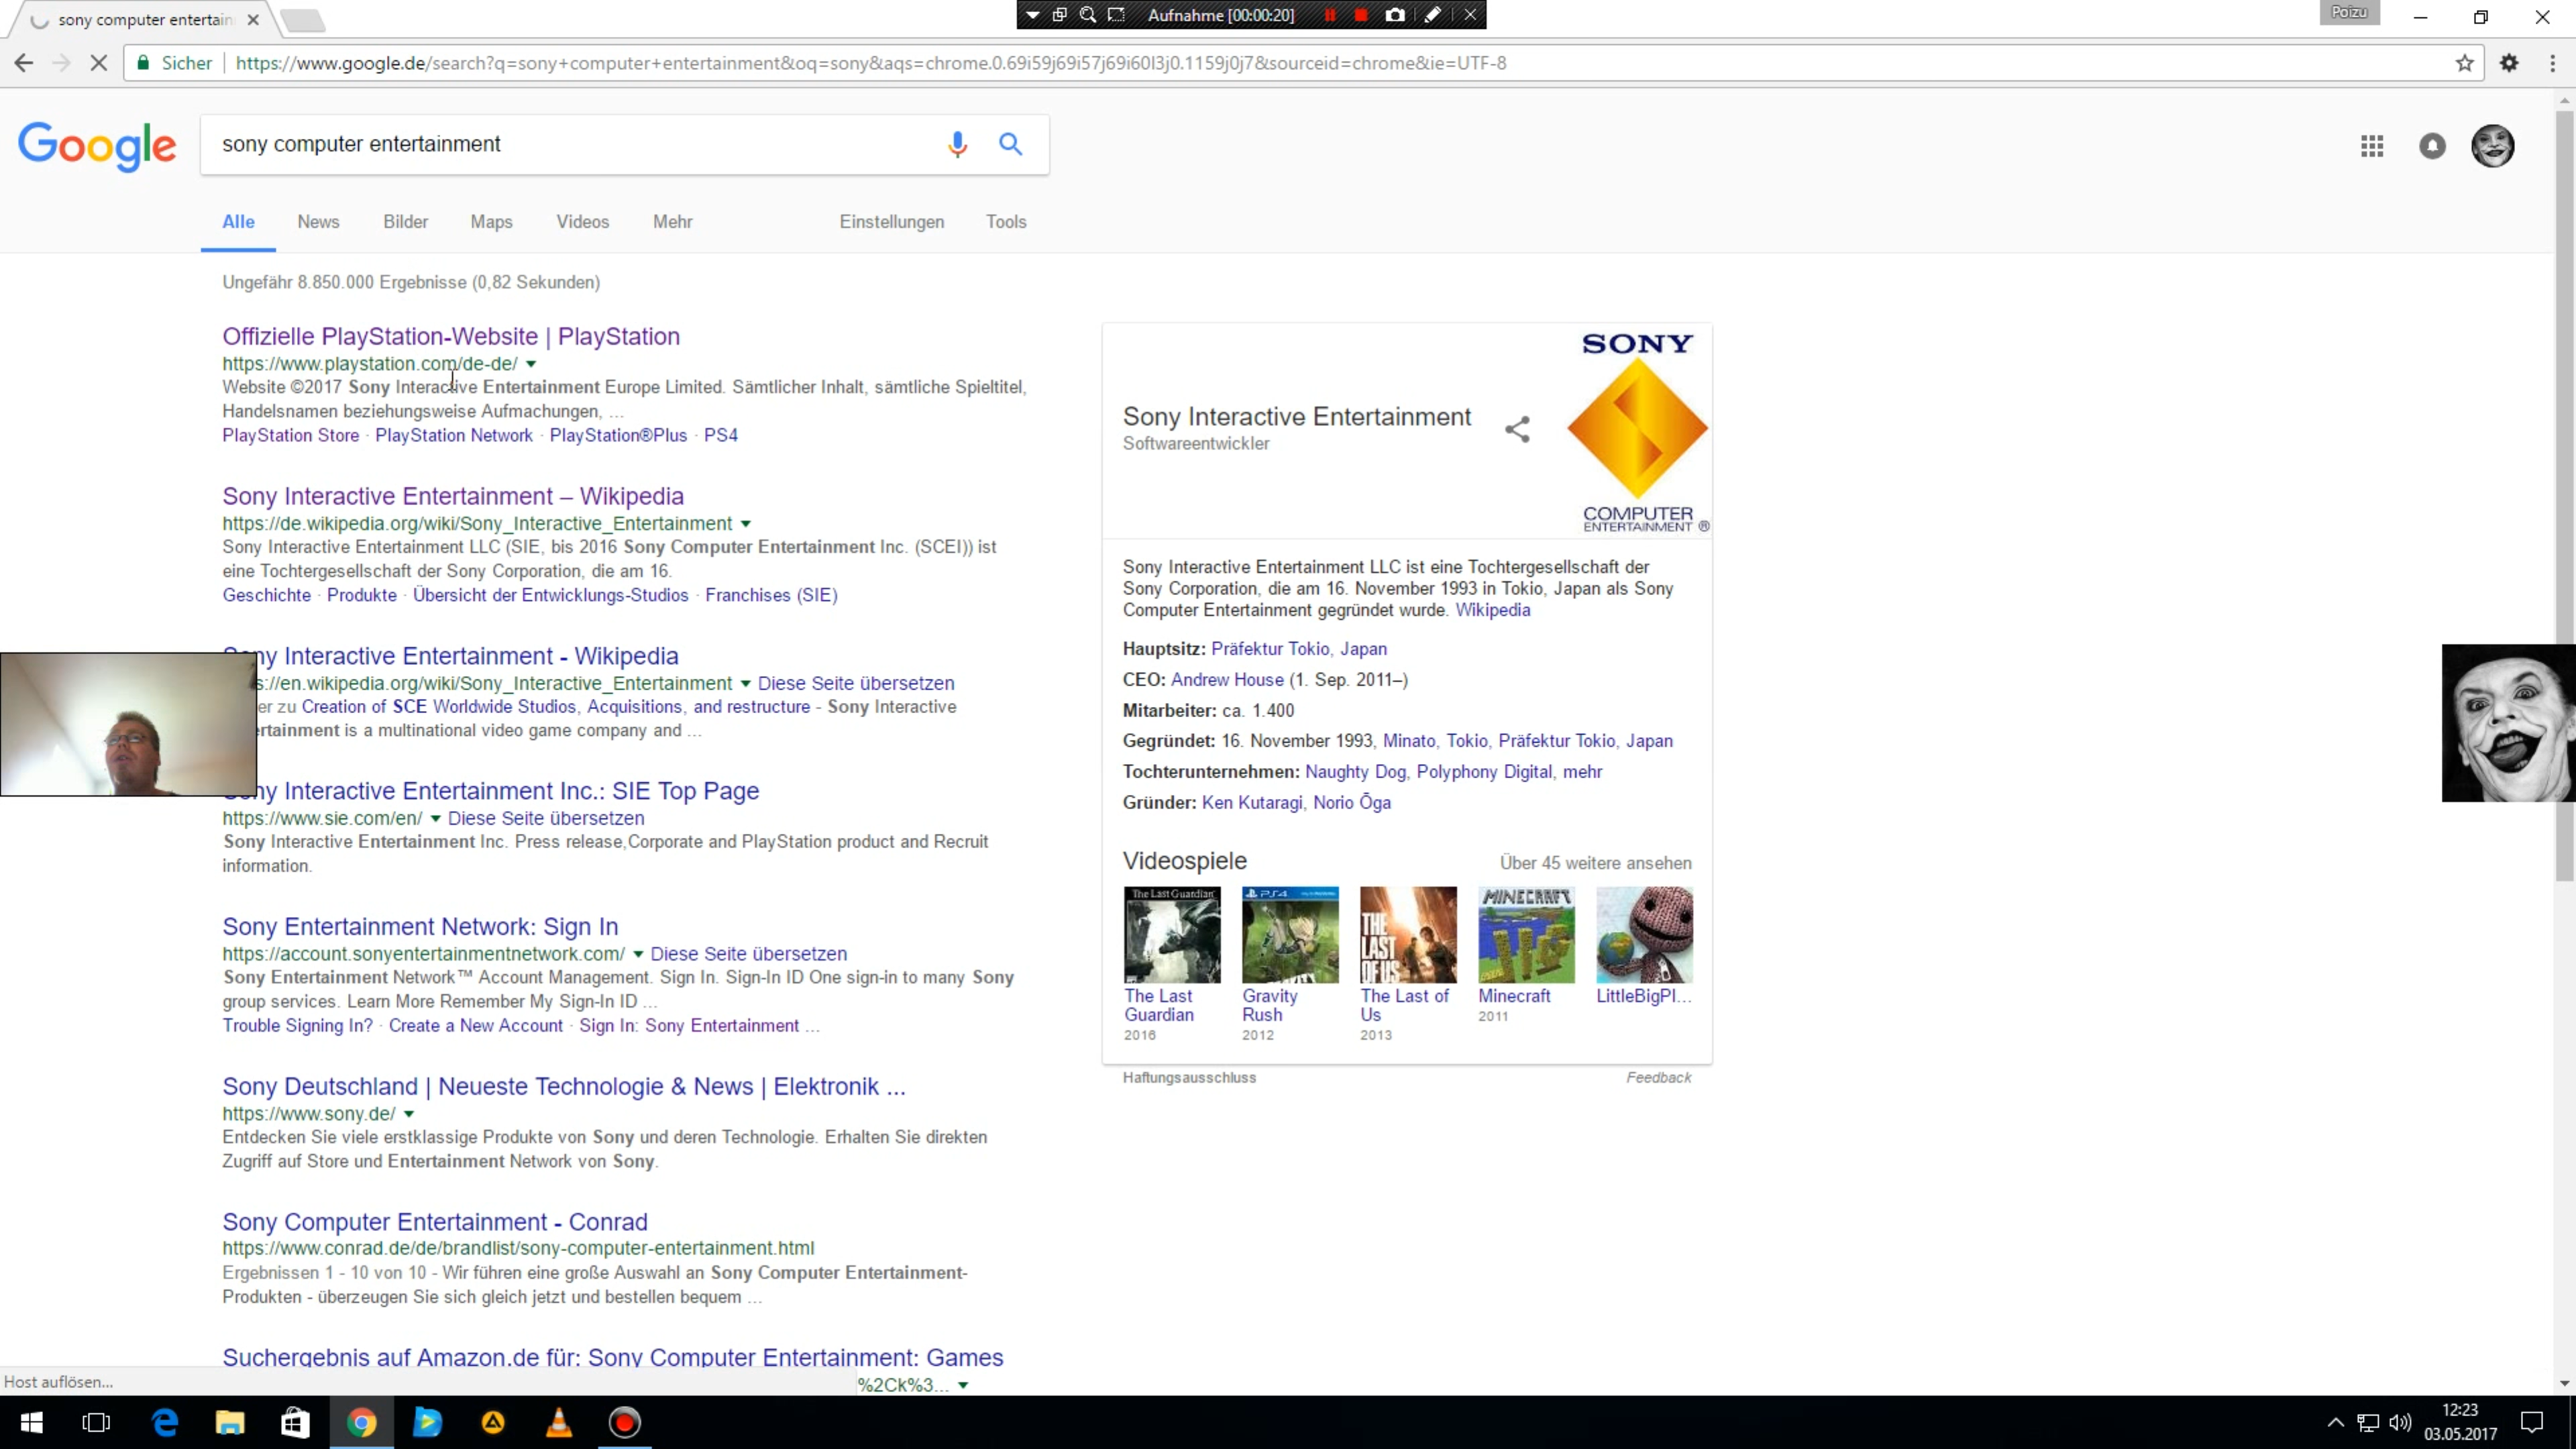 sony computer entertain
Aufnahme [00:00:20]
Poizu
Sicher
https://www.google.de/search?q=sony+computer+entertainment&oq=sony&aqs=chrome.0.69i59j69i57j69i60l3j0.1159j0j7&sourceid=chrome&ie=UTF-8
Google
sony computer entertainment
Alle News Bilder Maps Videos Mehr Einstellungen Tools
Ungefähr 8.850.000 Ergebnisse (0,82 Sekunden)
Offizielle PlayStation-Website | PlayStation
https://www.playstation.com/de-de/
Website ©2017 Sony Interactive Entertainment Europe Limited. Sämtlicher Inhalt, sämtliche Spieltitel,
Handelsnamen beziehungsweise Aufmachungen, ...
PlayStation Store · PlayStation Network · PlayStation®Plus · PS4
Sony Interactive Entertainment – Wikipedia
https://de.wikipedia.org/wiki/Sony_Interactive_Entertainment
Sony Interactive Entertainment LLC (SIE, bis 2016 Sony Computer Entertainment Inc. (SCEI)) ist
eine Tochtergesellschaft der Sony Corporation, die am 16.
Geschichte · Produkte · Übersicht der Entwicklungs-Studios · Franchises (SIE)
Sony Interactive Entertainment - Wikipedia
s://en.wikipedia.org/wiki/Sony_Interactive_Entertainment Diese Seite übersetzen
er zu Creation of SCE Worldwide Studios, Acquisitions, and restructure - Sony Interactive
rtainment is a multinational video game company and ...
Sony Interactive Entertainment Inc.: SIE Top Page
https://www.sie.com/en/ Diese Seite übersetzen
Sony Interactive Entertainment Inc. Press release,Corporate and PlayStation product and Recruit
information.
Sony Entertainment Network: Sign In
https://account.sonyentertainmentnetwork.com/ Diese Seite übersetzen
Sony Entertainment Network™ Account Management. Sign In. Sign-In ID One sign-in to many Sony
group services. Learn More Remember My Sign-In ID ...
Trouble Signing In? · Create a New Account · Sign In: Sony Entertainment ...
Sony Deutschland | Neueste Technologie & News | Elektronik ...
https://www.sony.de/
Entdecken Sie viele erstklassige Produkte von Sony und deren Technologie. Erhalten Sie direkten
Zugriff auf Store und Entertainment Network von Sony.
Sony Computer Entertainment - Conrad
https://www.conrad.de/de/brandlist/sony-computer-entertainment.html
Ergebnissen 1 - 10 von 10 - Wir führen eine große Auswahl an Sony Computer Entertainment-
Produkten - überzeugen Sie sich gleich jetzt und bestellen bequem ...
Suchergebnis auf Amazon.de für: Sony Computer Entertainment: Games
%2Ck%3...
Host auflösen...
SONY
COMPUTER
ENTERTAINMENT ®
Sony Interactive Entertainment
Softwareentwickler
Sony Interactive Entertainment LLC ist eine Tochtergesellschaft der
Sony Corporation, die am 16. November 1993 in Tokio, Japan als Sony
Computer Entertainment gegründet wurde. Wikipedia
Hauptsitz: Präfektur Tokio, Japan
CEO: Andrew House (1. Sep. 2011–)
Mitarbeiter: ca. 1.400
Gegründet: 16. November 1993, Minato, Tokio, Präfektur Tokio, Japan
Tochterunternehmen: Naughty Dog, Polyphony Digital, mehr
Gründer: Ken Kutaragi, Norio Ōga
Videospiele Über 45 weitere ansehen
The Last Guardian
PS4
THE
LAST
OF US
MINECRAFT
The Last
Guardian
2016
Gravity
Rush
2012
The Last of
Us
2013
Minecraft
2011
LittleBigPl...
Haftungsausschluss Feedback
12:23
03.05.2017